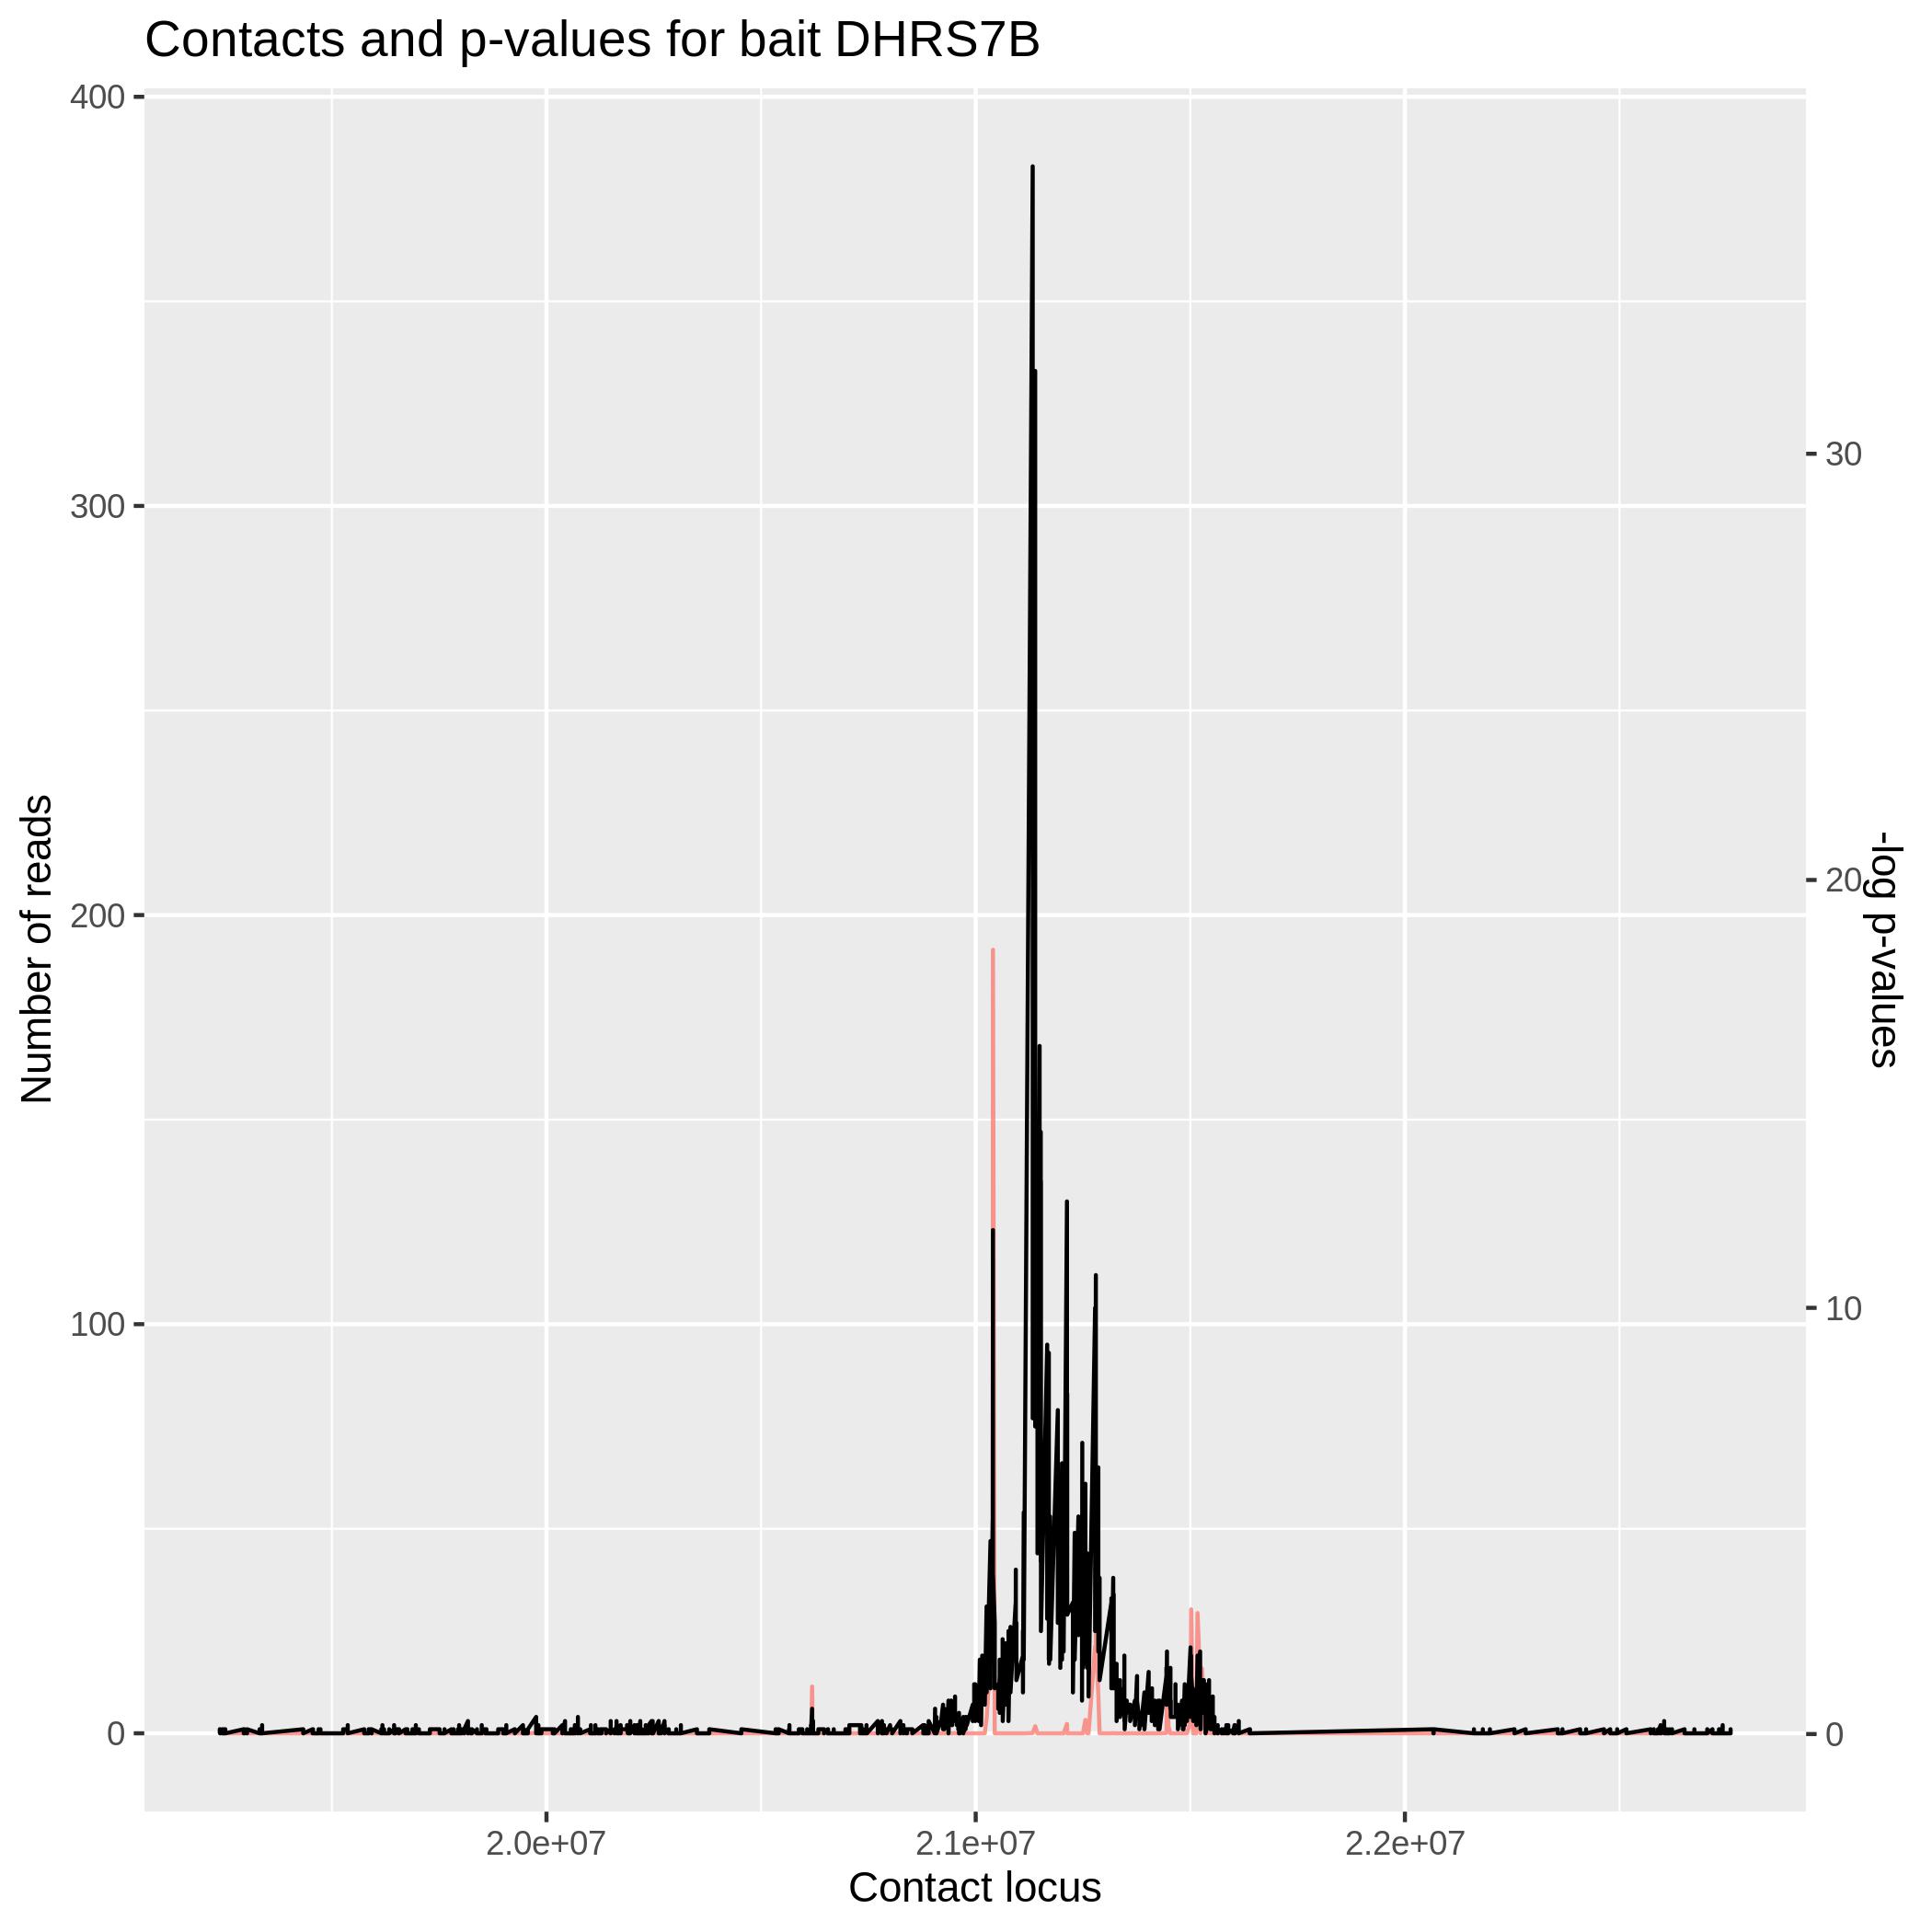 Contacts and p-values for bait DHRS7B
400
300
200
100
0
Number of reads
30
20
10
0
-log p-values
2.0e+07
2.1e+07
2.2e+07
Contact locus